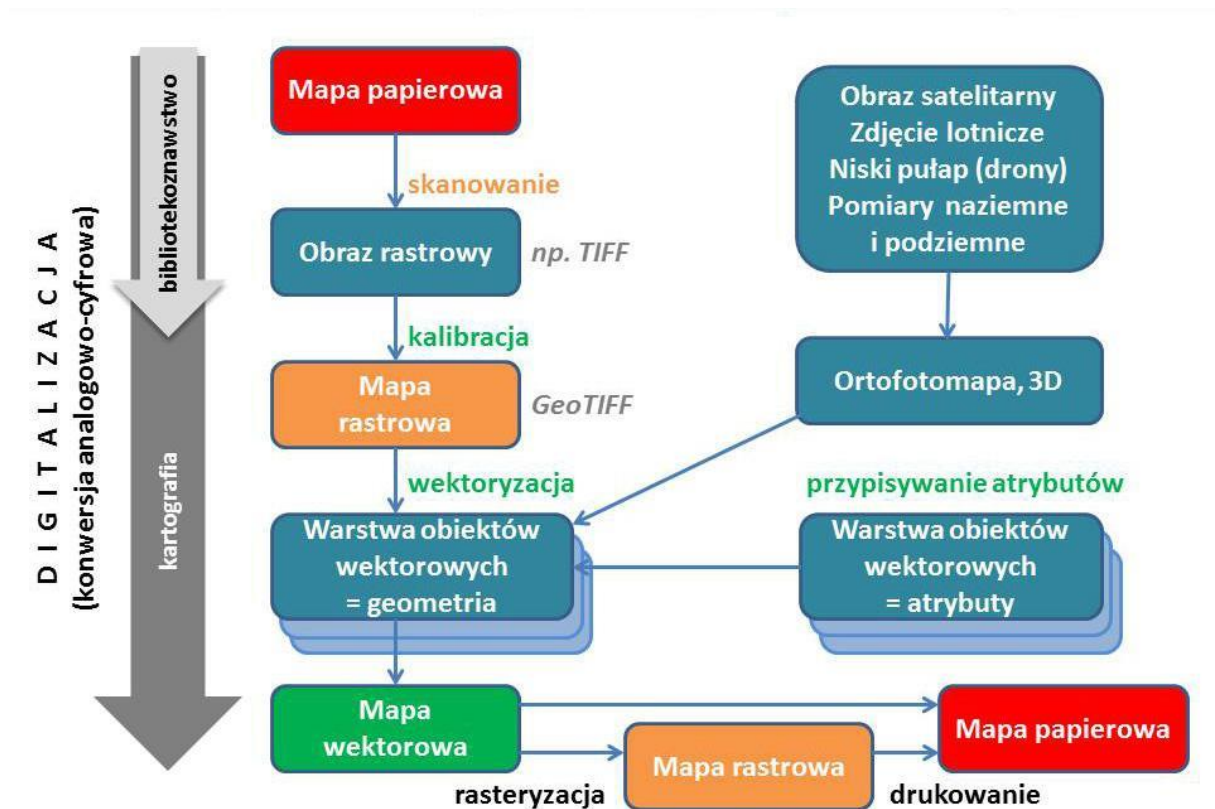 DIGITALIZACJA
(konwersja analogowo-cyfrowa)
bibliotekoznawstwo
kartografia
Mapa papierowa
skanowanie
Obraz rastrowy
np. TIFF
kalibracja
Mapa
rastrowa
GeoTIFF
wektoryzacja
Warstwa obiektów
wektorowych
= geometria
Obraz satelitarny
Zdjęcie lotnicze
Niski pułap (drony)
Pomiary naziemne
i podziemne
Ortofotomapa, 3D
przypisywanie atrybutów
Warstwa obiektów
wektorowych
= atrybuty
Mapa
wektorowa
rasteryzacja
Mapa rastrowa
drukowanie
Mapa papierowa